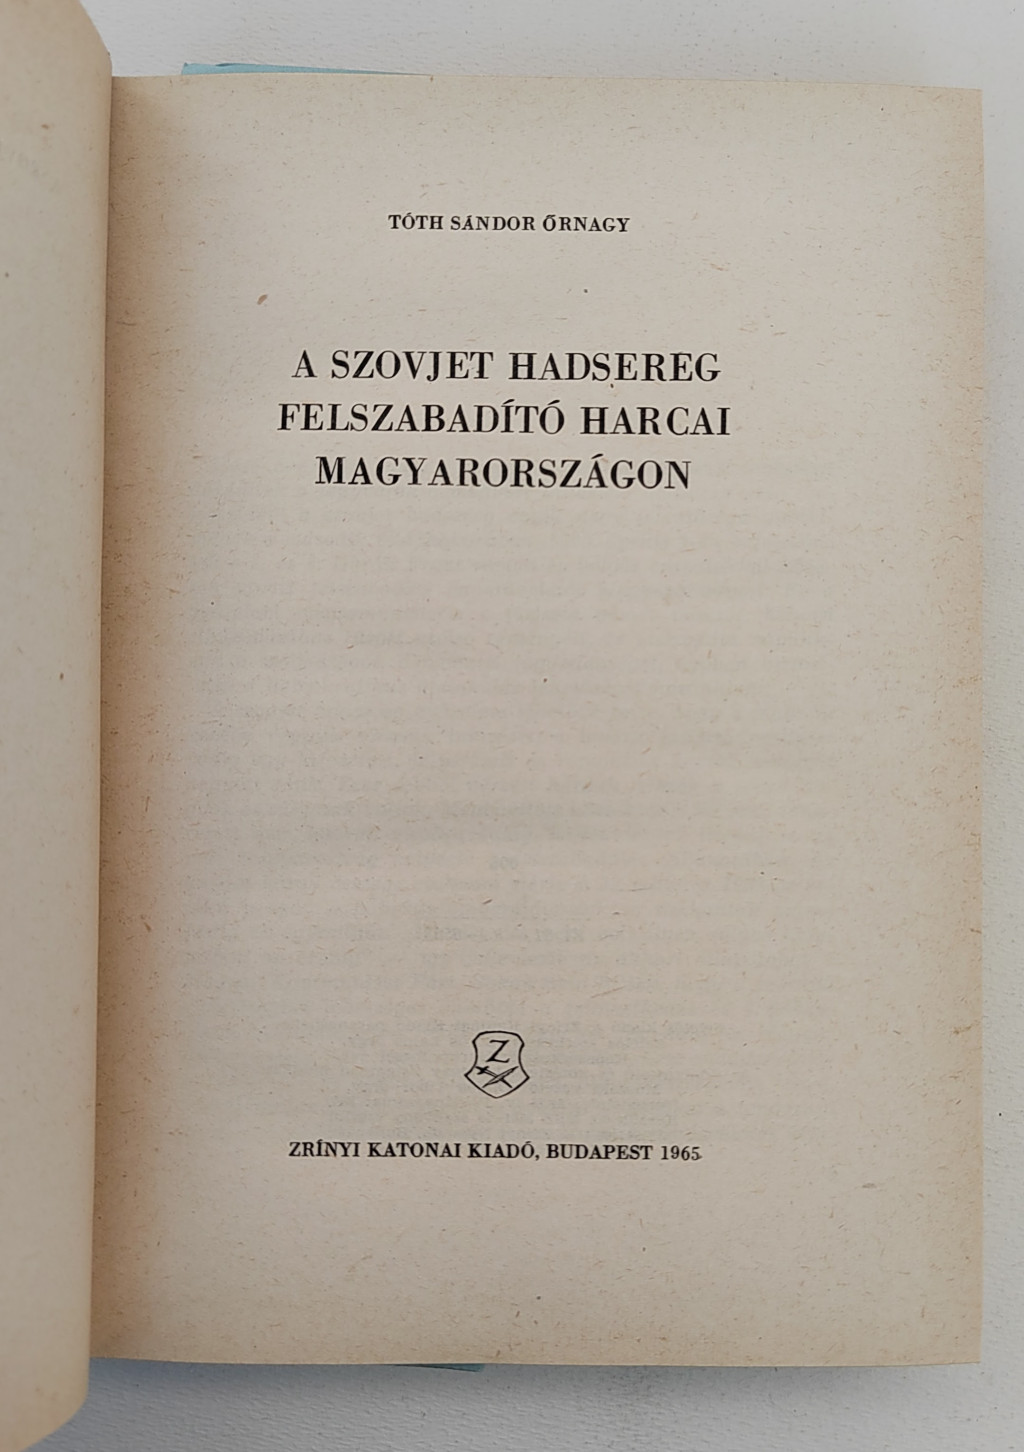 TÓTH SÁNDOR ŐRNAGY
A SZOVJET HADSEREG
FELSZABADÍTÓ HARCAI
MAGYARORSZÁGON
Z
ZRÍNYI KATONAI KIADÓ, BUDAPEST 1965